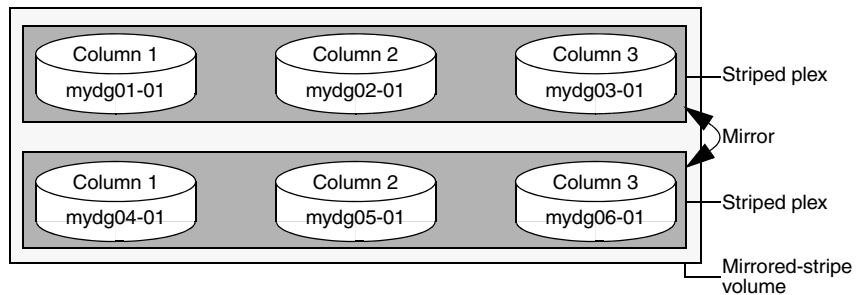 Column 1
mydg01-01
Column 2
mydg02-01
Column 3
mydg03-01
Striped plex
Mirror
Column 1
mydg04-01
Column 2
mydg05-01
Column 3
mydg06-01
Striped plex
Mirrored-stripe
volume